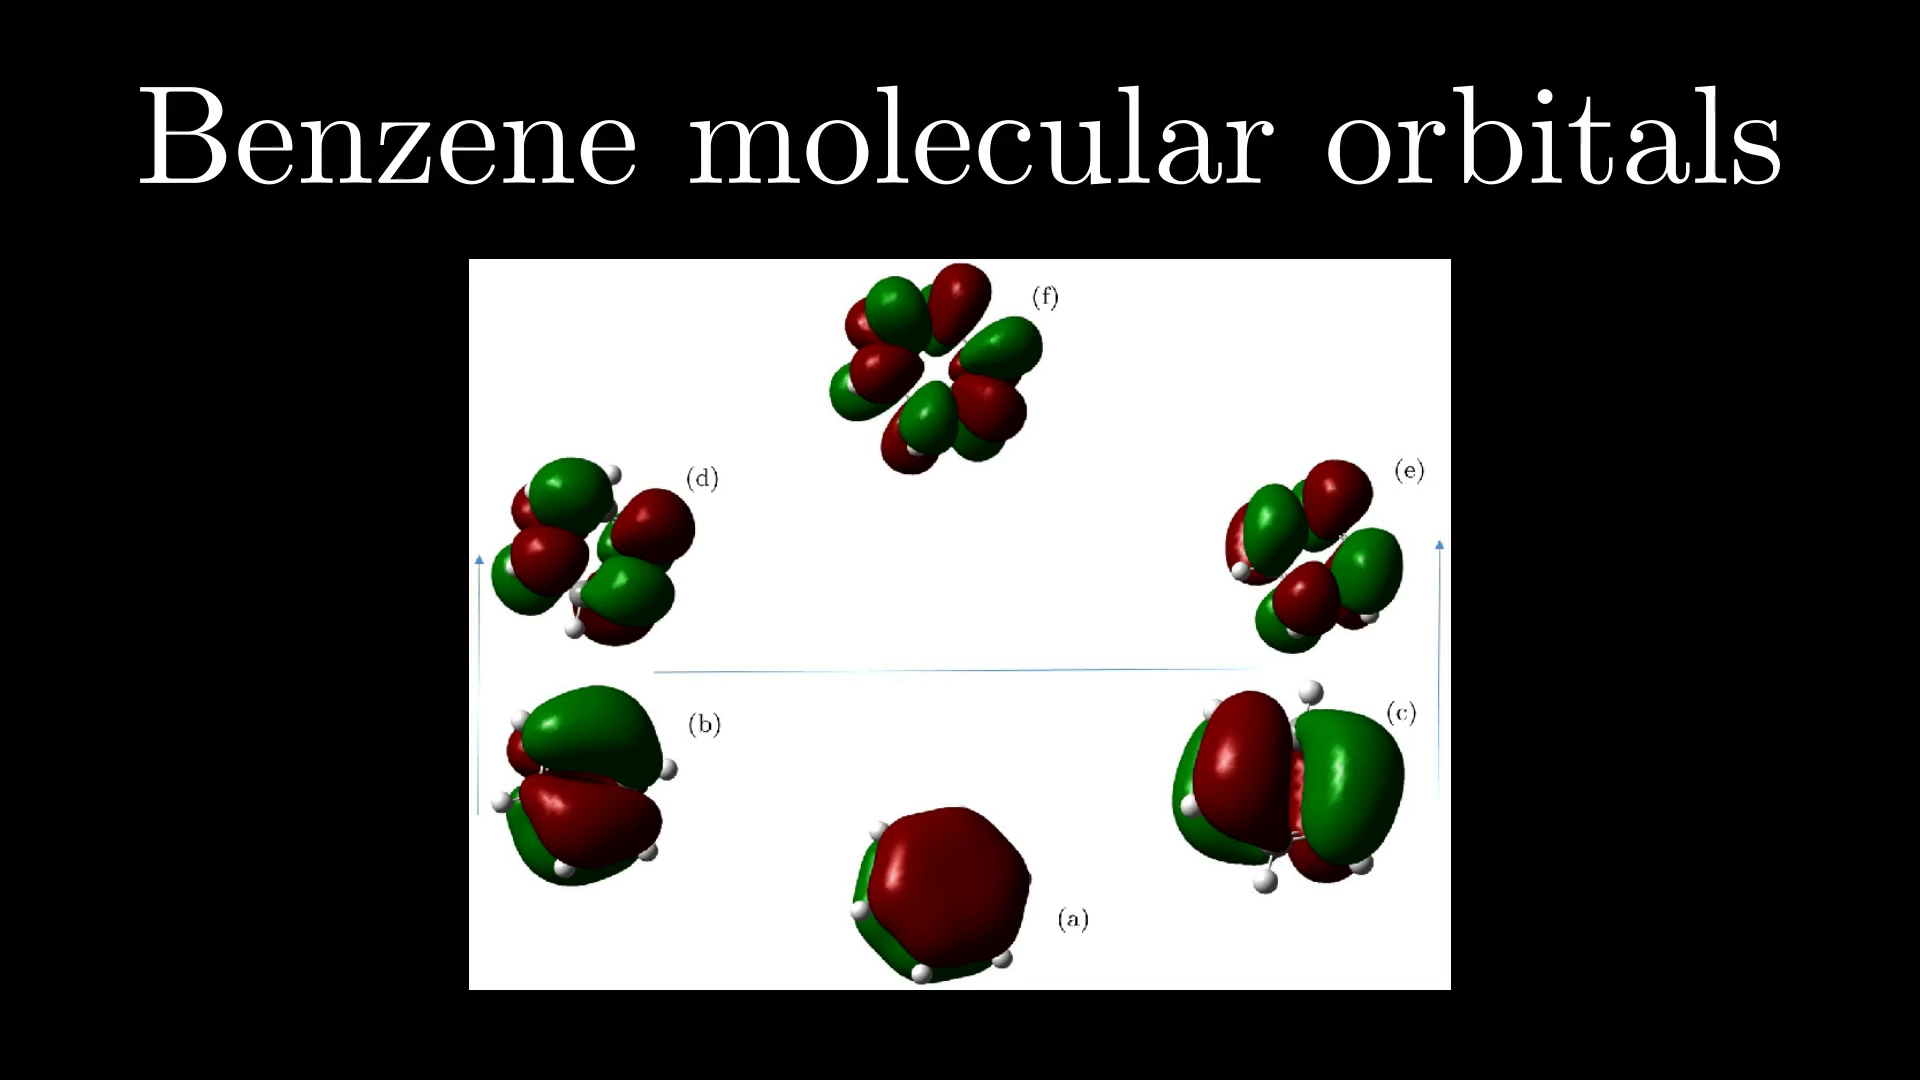 Benzene molecular orbitals
(f)
(d)
(e)
(b)
(c)
(a)